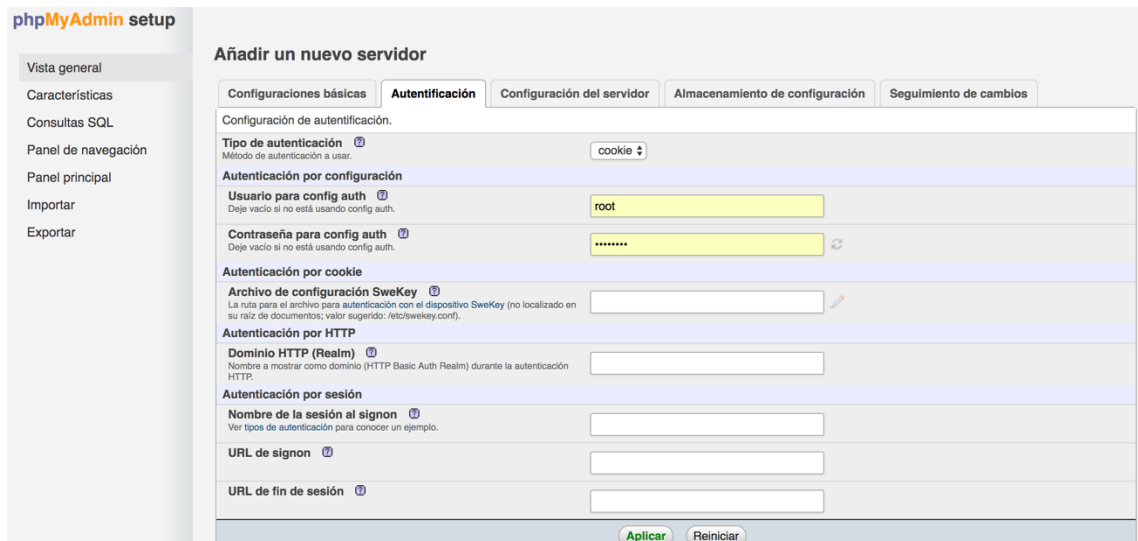 phpMyAdmin setup
Vista general
Características
Consultas SQL
Panel de navegación
Panel principal
Importar
Exportar
Añadir un nuevo servidor
Configuraciones básicas
Autentificación
Configuración del servidor
Almacenamiento de configuración
Seguimiento de cambios
Configuración de autentificación.
Tipo de autenticación
Método de autenticación a usar.
cookie
Autenticación por configuración
Usuario para config auth
Deje vacío si no está usando config auth.
root
Contraseña para config auth
Deje vacío si no está usando config auth.
••••••••
Autenticación por cookie
Archivo de configuración SweKey
La ruta para el archivo para autenticación con el dispositivo SweKey (no localizado en
su raíz de documentos; valor sugerido: /etc/swekey.conf).
Autenticación por HTTP
Dominio HTTP (Realm)
Nombre a mostrar como dominio (HTTP Basic Auth Realm) durante la autenticación
HTTP.
Autenticación por sesión
Nombre de la sesión al signon
Ver tipos de autenticación para conocer un ejemplo.
URL de signon
URL de fin de sesión
Aplicar
Reiniciar